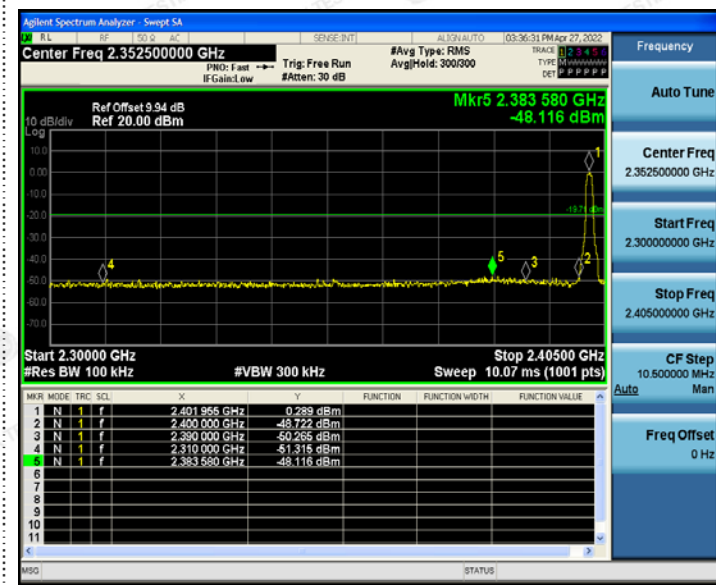 Agilent Spectrum Analyzer - Swept SA
RL RF 50 Ω AC SENSE:INT ALIGNAUTO 03:36:31 PM Apr 27, 2022
Center Freq 2.352500000 GHz
PNO: Fast Trig: Free Run
IFGain:Low #Atten: 30 dB
#Avg Type: RMS
Avg|Hold: 300/300
TRACE 1 2 3 4 5 6
TYPE M
DET P P P P P P
Mkr5 2.383 580 GHz
-48.116 dBm
Ref Offset 9.94 dB
10 dB/div Ref 20.00 dBm
Log
10.0
0.00
-10.0
-20.0
-30.0
-40.0
-50.0
-60.0
-70.0
-19.71 dBm
1
4
5
3
2
Start 2.30000 GHz Stop 2.40500 GHz
#Res BW 100 kHz #VBW 300 kHz Sweep 10.07 ms (1001 pts)
MKR MODE TRC SCL X Y FUNCTION FUNCTION WIDTH FUNCTION VALUE
1 N 1 f 2.401 955 GHz 0.289 dBm
2 N 1 f 2.400 000 GHz -48.722 dBm
3 N 1 f 2.390 000 GHz -50.265 dBm
4 N 1 f 2.310 000 GHz -51.315 dBm
5 N 1 f 2.383 580 GHz -48.116 dBm
6
7
8
9
10
11
MSG STATUS
Frequency
Auto Tune
Center Freq
2.352500000 GHz
Start Freq
2.300000000 GHz
Stop Freq
2.405000000 GHz
CF Step
10.500000 MHz
Auto Man
Freq Offset
0 Hz